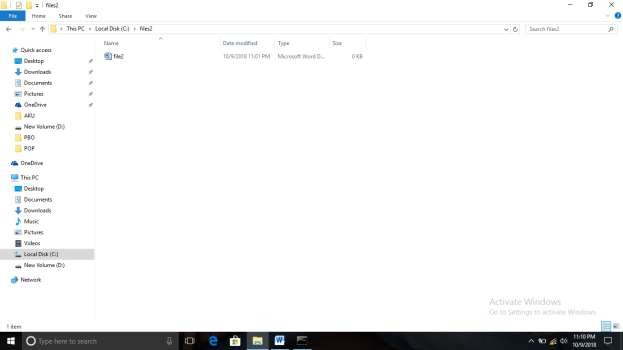 files2
File
Home
Share
View
This PC
Local Disk (C:)
files2
Search files2
Name
Date modified
Type
Size
file2
10/9/2018 11:01 PM
Microsoft Word D...
0 KB
Quick access
Desktop
Downloads
Documents
Pictures
OneDrive
AKU
New Volume (D:)
PBO
POP
OneDrive
This PC
Desktop
Documents
Downloads
Music
Pictures
Videos
Local Disk (C:)
New Volume (D:)
Network
Activate Windows
Go to Settings to activate Windows.
1 item
Type here to search
11:10 PM
10/9/2018